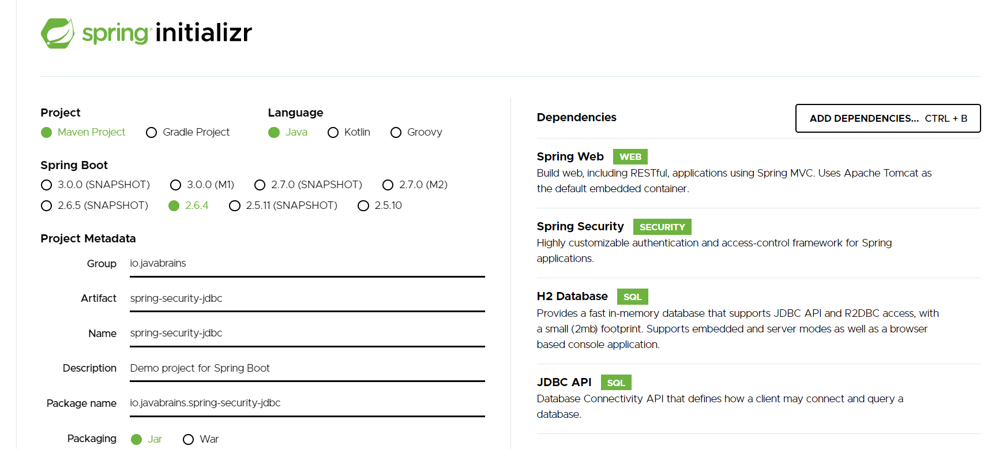 spring initializr
Project
Maven Project
Gradle Project
Language
Java
Kotlin
Groovy
Spring Boot
3.0.0 (SNAPSHOT)
3.0.0 (M1)
2.7.0 (SNAPSHOT)
2.7.0 (M2)
2.6.5 (SNAPSHOT)
2.6.4
2.5.11 (SNAPSHOT)
2.5.10
Project Metadata
Group io.javabrains
Artifact spring-security-jdbc
Name spring-security-jdbc
Description Demo project for Spring Boot
Package name io.javabrains.spring-security-jdbc
Packaging Jar War
Dependencies
ADD DEPENDENCIES... CTRL + B
Spring Web WEB
Build web, including RESTful, applications using Spring MVC. Uses Apache Tomcat as
the default embedded container.
Spring Security SECURITY
Highly customizable authentication and access-control framework for Spring
applications.
H2 Database SQL
Provides a fast in-memory database that supports JDBC API and R2DBC access, with
a small (2mb) footprint. Supports embedded and server modes as well as a browser
based console application.
JDBC API SQL
Database Connectivity API that defines how a client may connect and query a
database.